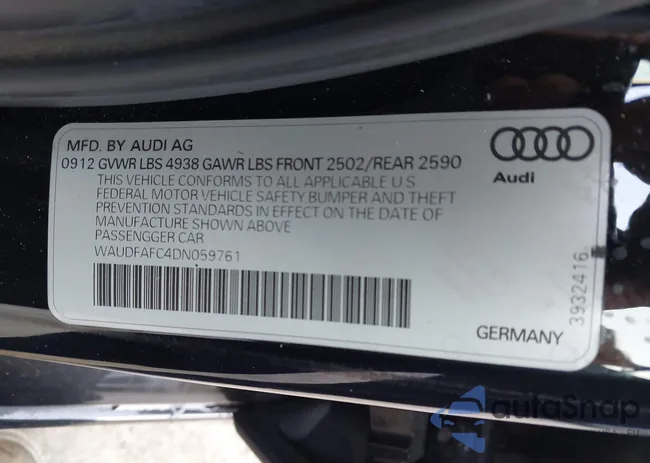 MFD. BY AUDI AG
0912 GVWR LBS 4938 GAWR LBS FRONT 2502/REAR 2590
THIS VEHICLE CONFORMS TO ALL APPLICABLE U S
FEDERAL MOTOR VEHICLE SAFETY, BUMPER AND THEFT
PREVENTION STANDARDS IN EFFECT ON THE DATE OF
MANUFACTURE SHOWN ABOVE
PASSENGGER CAR
WAUDFAFC4DN059761
Audi
3932416
GERMANY
autoSnap